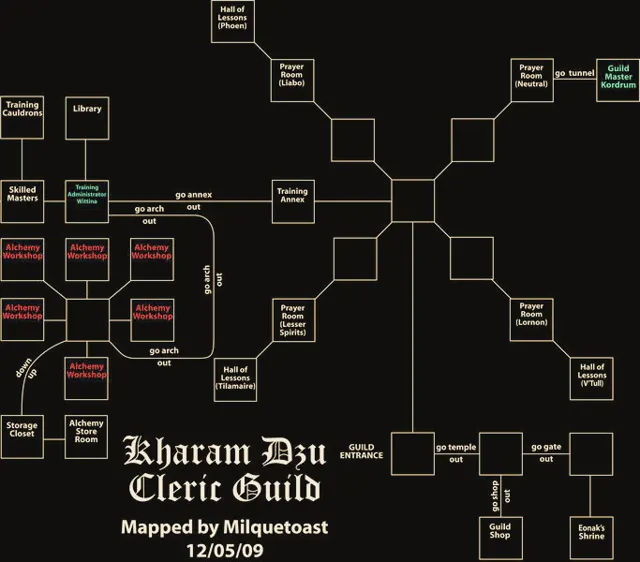 Hall of
Lessons
(Phoen)
Prayer
Room
(Liabo)
Prayer
Room
(Neutral)
go tunnel
Guild
Master
Kordrum
Training
Cauldrons
Library
Skilled
Masters
Training
Administrator
Wittina
go annex
out
Training
Annex
go arch
out
Alchemy
Workshop
Alchemy
Workshop
Alchemy
Workshop
go arch
out
Alchemy
Workshop
Alchemy
Workshop
Prayer
Room
(Lesser
Spirits)
Prayer
Room
(Lornon)
go arch
out
Alchemy
Workshop
down
up
Hall of
Lessons
(Tilamaire)
Hall of
Lessons
(V'Tull)
Storage
Closet
Alchemy
Store
Room
Kharam Dzu
Cleric Guild
Mapped by Milquetoast
12/05/09
GUILD
ENTRANCE
go temple
out
go gate
out
go shop
out
Guild
Shop
Eonak's
Shrine